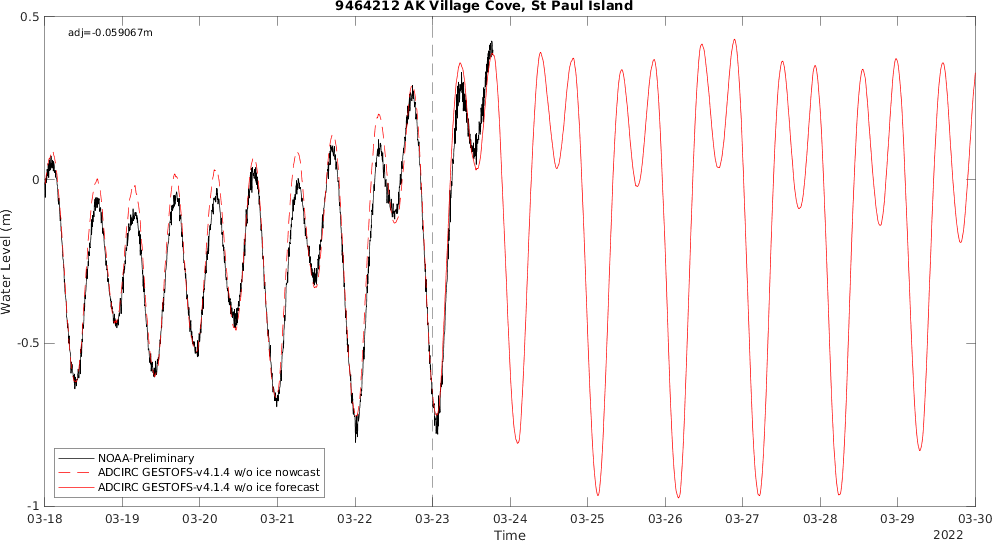 9464212 AK Village Cove, St Paul Island
adj=-0.059067m
0.5
0
-0.5
-1
Water Level (m)
NOAA-Preliminary
ADCIRC GESTOFS-v4.1.4 w/o ice nowcast
ADCIRC GESTOFS-v4.1.4 w/o ice forecast
03-18 03-19 03-20 03-21 03-22 03-23 03-24 03-25 03-26 03-27 03-28 03-29 03-30
Time
2022